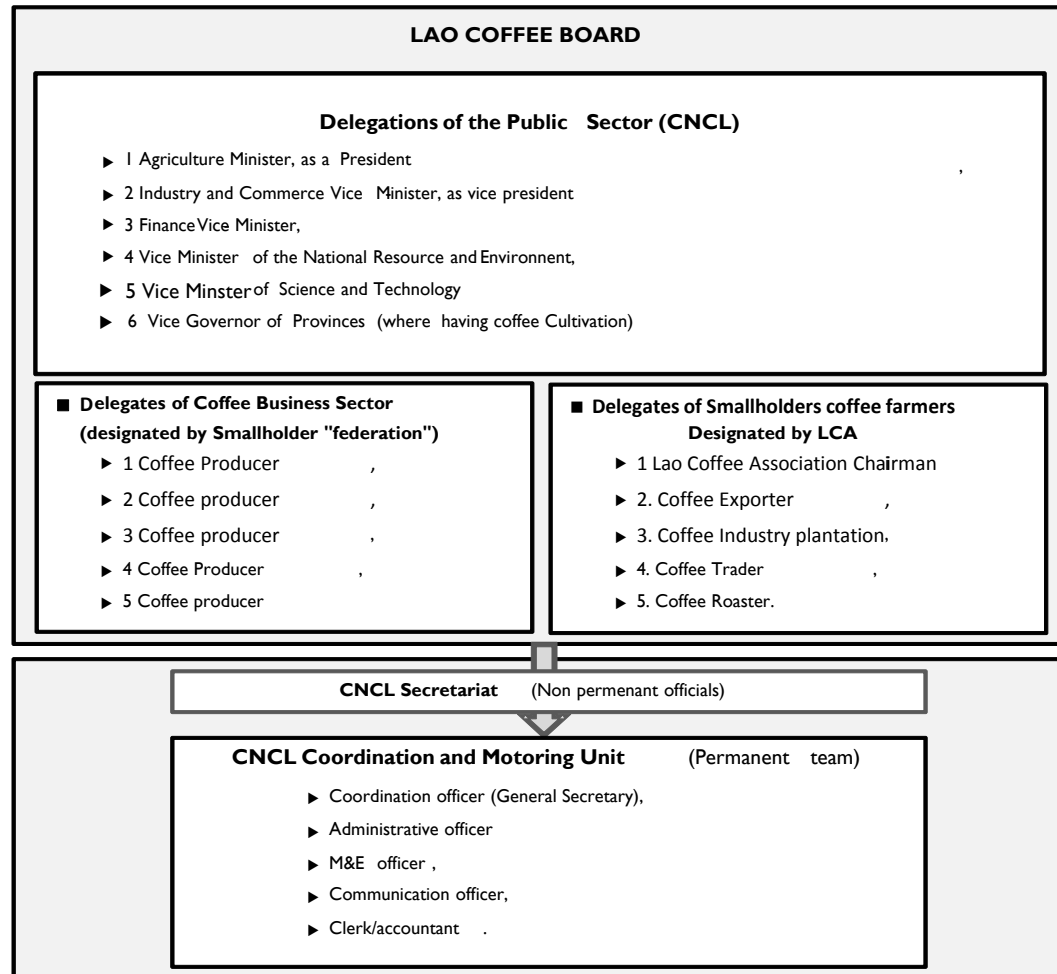 LAO COFFEE BOARD
Delegations of the Public Sector (CNCL)
▶ 1 Agriculture Minister, as a President ,
▶ 2 Industry and Commerce Vice Minister, as vice president
▶ 3 Finance Vice Minister,
▶ 4 Vice Minister of the National Resource and Environnent,
▶ 5 Vice Minster of Science and Technology
▶ 6 Vice Governor of Provinces (where having coffee Cultivation)
■ Delegates of Coffee Business Sector
(designated by Smallholder "federation")
▶ 1 Coffee Producer ,
▶ 2 Coffee producer ,
▶ 3 Coffee producer ,
▶ 4 Coffee Producer ,
▶ 5 Coffee producer
■ Delegates of Smallholders coffee farmers
Designated by LCA
▶ 1 Lao Coffee Association Chairman
▶ 2. Coffee Exporter ,
▶ 3. Coffee Industry plantation,
▶ 4. Coffee Trader ,
▶ 5. Coffee Roaster.
CNCL Secretariat (Non permenant officials)
CNCL Coordination and Motoring Unit (Permanent team)
▶ Coordination officer (General Secretary),
▶ Administrative officer
▶ M&E officer ,
▶ Communication officer,
▶ Clerk/accountant .